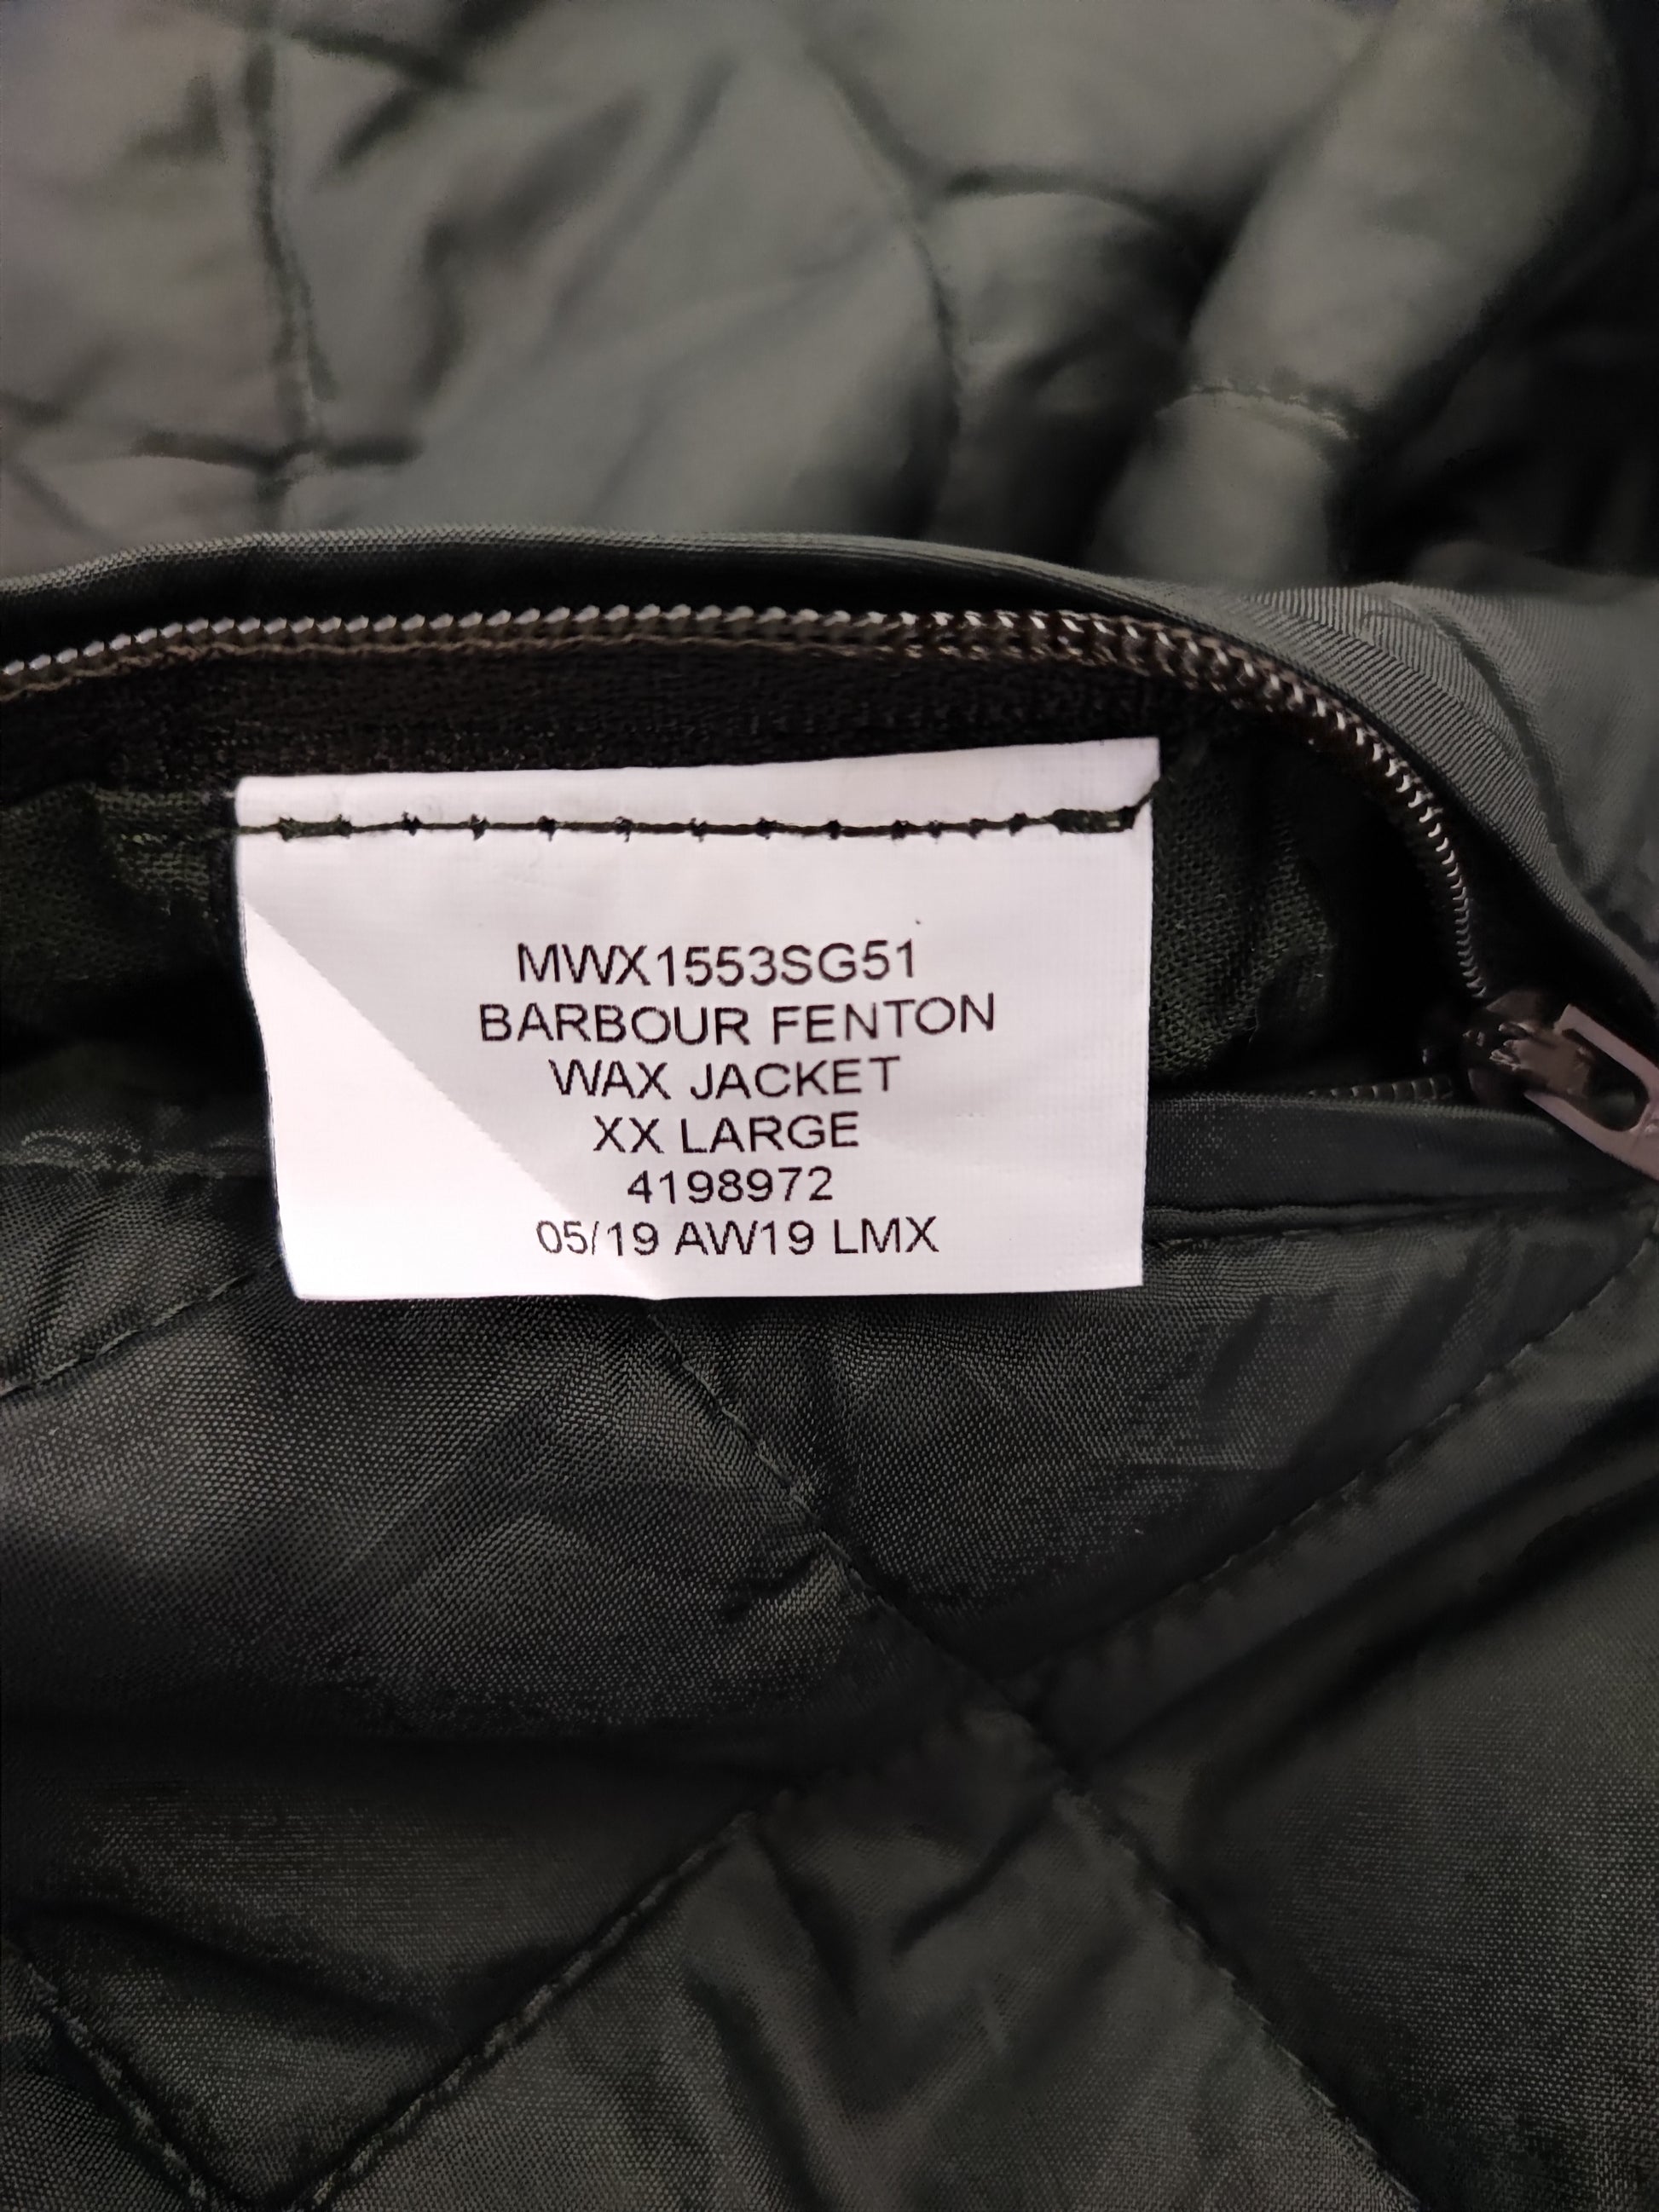 MWX1553SG51
BARBOUR FENTON
WAX JACKET
XX LARGE
4198972
05/19 AW19 LMX